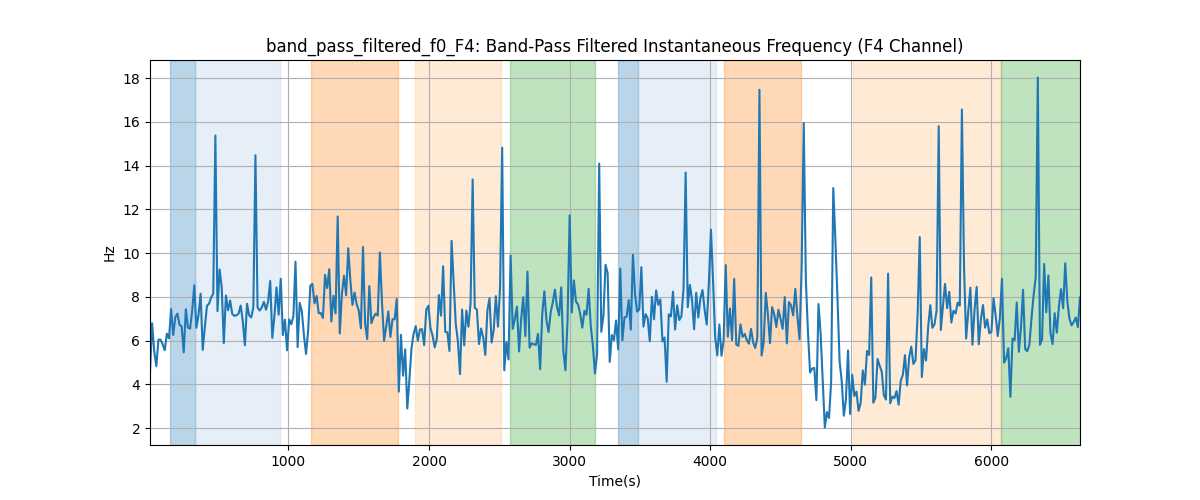 band_pass_filtered_f0_F4: Band-Pass Filtered Instantaneous Frequency (F4 Channel)
18
16
14
12
10
8
6
4
2
Hz
1000 2000 3000 4000 5000 6000
Time(s)